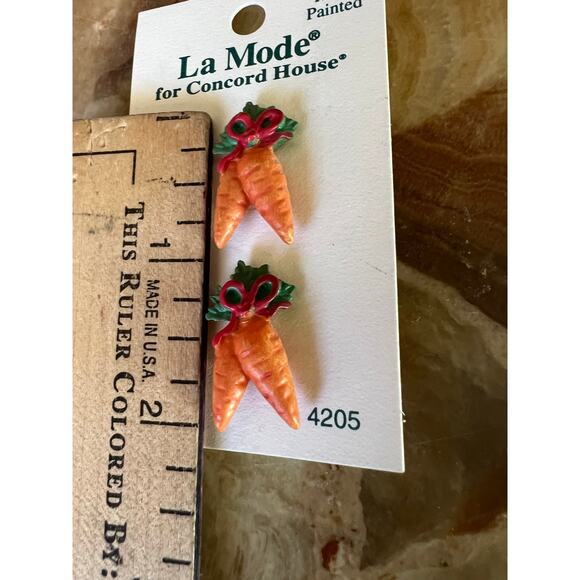 Painted
La Mode®
for Concord House®
4205
THIS RULER COLORED BY:
MADE IN U.S.A.
1
2